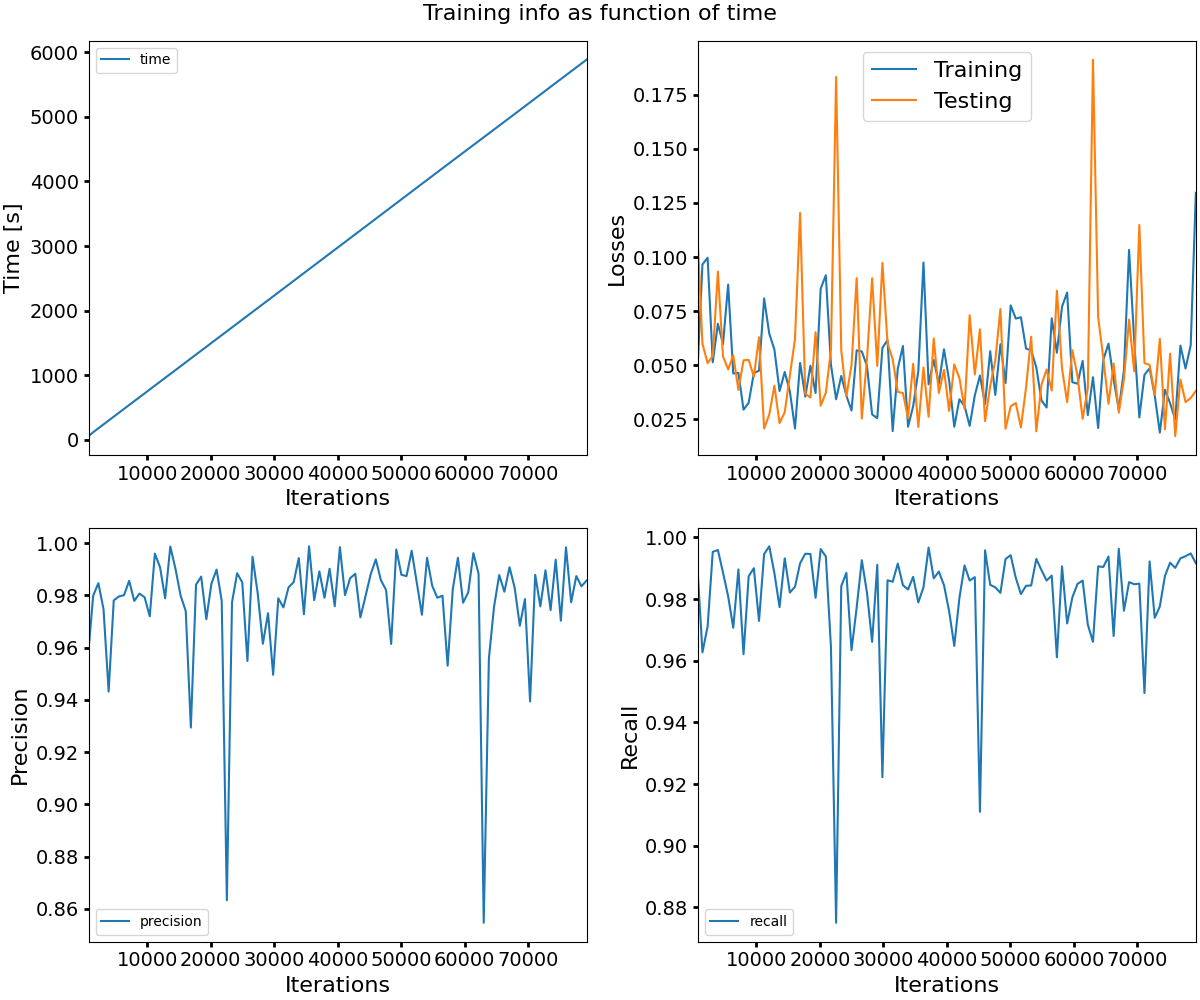 Training info as function of time
6000
5000
4000
3000
2000
1000
0
Time [s]
time
10000 20000 30000 40000 50000 60000 70000
Iterations
0.175
0.150
0.125
0.100
0.075
0.050
0.025
Losses
Training
Testing
10000 20000 30000 40000 50000 60000 70000
Iterations
1.00
0.98
0.96
0.94
0.92
0.90
0.88
0.86
Precision
precision
10000 20000 30000 40000 50000 60000 70000
Iterations
1.00
0.98
0.96
0.94
0.92
0.90
0.88
Recall
recall
10000 20000 30000 40000 50000 60000 70000
Iterations